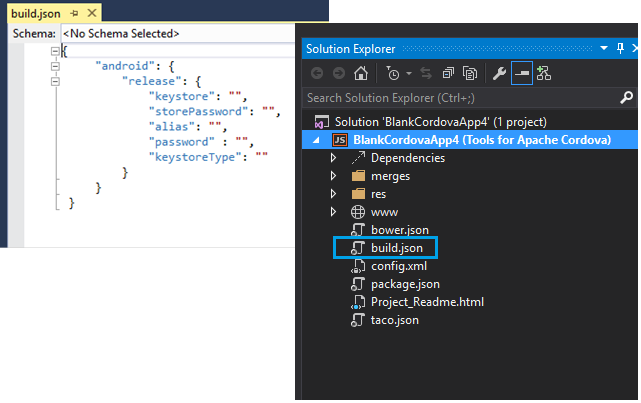 build.json
Schema: <No Schema Selected>
{
"android": {
"release": {
"keystore": "",
"storePassword": "",
"alias": "",
"password" : "",
"keystoreType": ""
}
}
}
Solution Explorer
Search Solution Explorer (Ctrl+;)
Solution 'BlankCordovaApp4' (1 project)
JS BlankCordovaApp4 (Tools for Apache Cordova)
Dependencies
merges
res
www
bower.json
build.json
config.xml
package.json
Project_Readme.html
taco.json